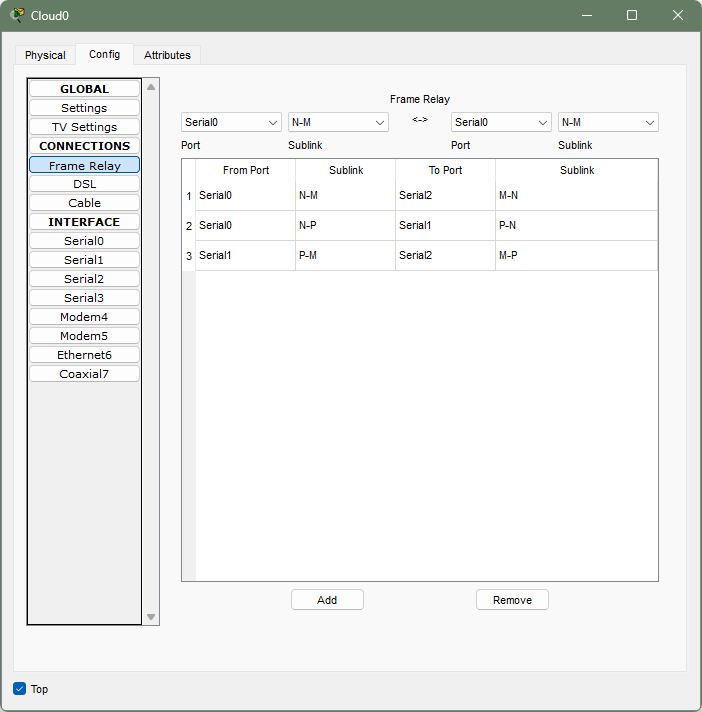 Cloud0
Physical Config Attributes
GLOBAL
Settings
TV Settings
CONNECTIONS
Frame Relay
DSL
Cable
INTERFACE
Serial0
Serial1
Serial2
Serial3
Modem4
Modem5
Ethernet6
Coaxial7
Frame Relay
Serial0 N-M <-> Serial0 N-M
Port Sublink Port Sublink
From Port Sublink To Port Sublink
1 Serial0 N-M Serial2 M-N
2 Serial0 N-P Serial1 P-N
3 Serial1 P-M Serial2 M-P
Add Remove
Top